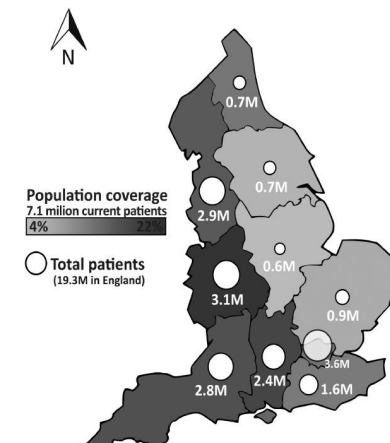 N
0.7M
0.7M
Population coverage
7.1 milion current patients
4% 22%
2.9M
Total patients
(19.3M in England)
0.6M
3.1M
0.9M
3.6M
2.8M
2.4M
1.6M